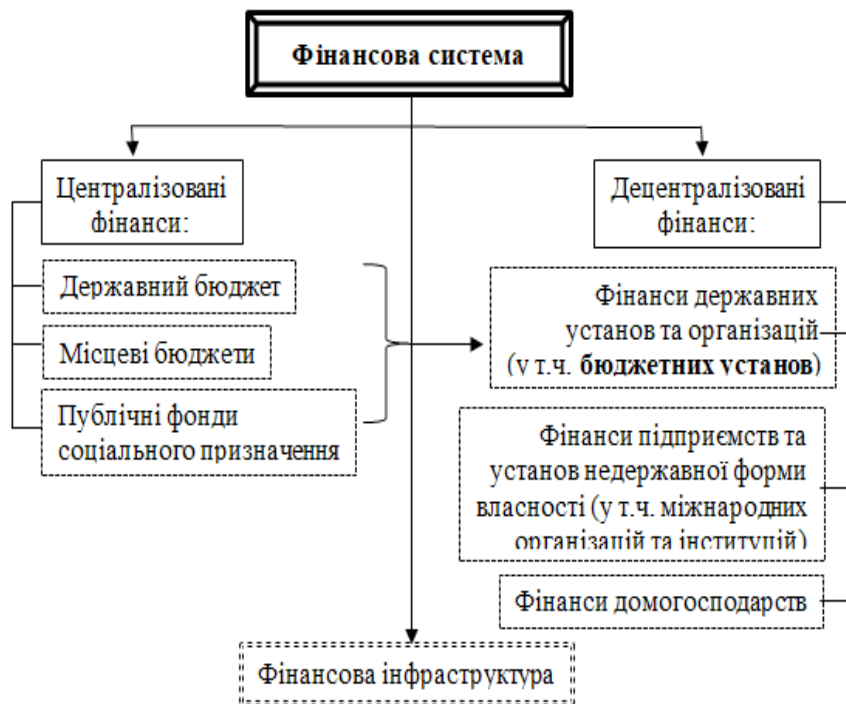 Фінансова система
Централізовані
фінанси:
Державний бюджет
Місцеві бюджети
Публічні фонди
соціального призначення
Децентралізовані
фінанси:
Фінанси державних
установ та організацій
(у т.ч. бюджетних установ)
Фінанси підприємств та
установ недержавної форми
власності (у т.ч. міжнародних
організацій та інституцій)
Фінанси домогосподарств
Фінансова інфраструктура